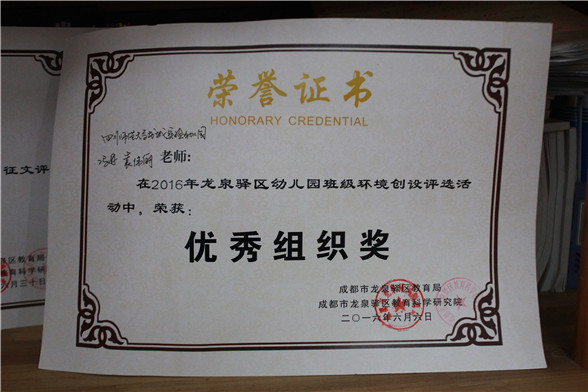 荣誉证书
HONORARY CREDENTIAL
老师:
在2016年龙泉驿区幼儿园班级环境创设评选活
动中，荣获:
优秀组织奖
成都市龙泉驿区教育局
成都市龙泉驿区教育科学研究院
二〇一六年六月六日
征文评